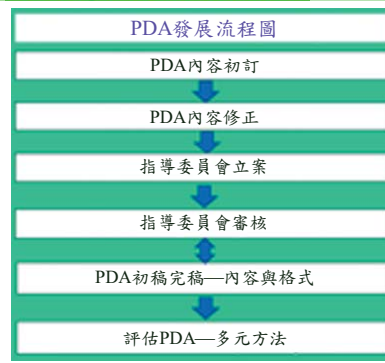 PDA發展流程圖
PDA內容初訂
PDA內容修正
指導委員會立案
指導委員會審核
PDA初稿完稿—內容與格式
評估PDA—多元方法